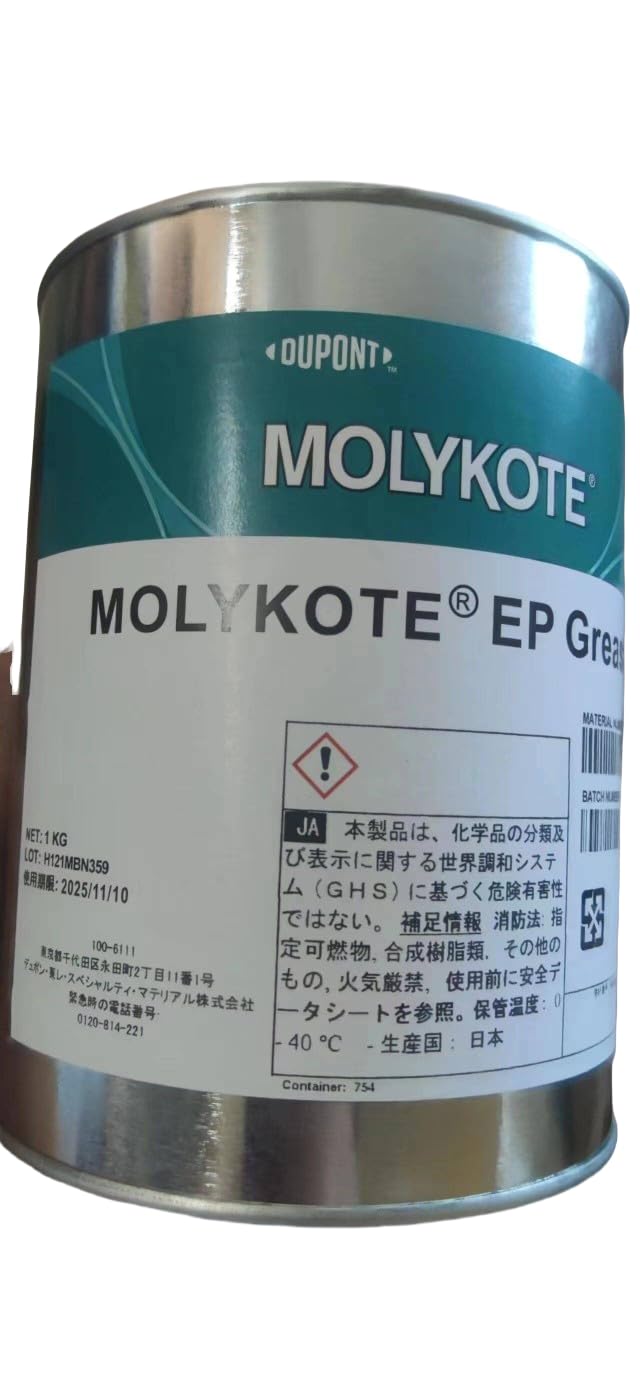 DUPONT™
MOLYKOTE®
MOLYKOTE® EP Greas
MATERIAL NUM
BATCH NUMBER
NET: 1 KG
LOT: H121MBN359
使用期限: 2025/11/10
100-6111
東京都千代田区永田町2丁目11番1号
デュポン・東レ・スペシャルティ・マテリアル株式会社
緊急時の電話番号
0120-814-221
JA 本製品は、化学品の分類及
び表示に関する世界調和システ
ム（GHS）に基づく危険有害性
ではない。 補足情報 消防法: 指
定可燃物, 合成樹脂類, その他の
もの, 火気厳禁, 使用前に安全デ
ータシートを参照。保管温度: 0
- 40 °C - 生産国: 日本
Container: 754